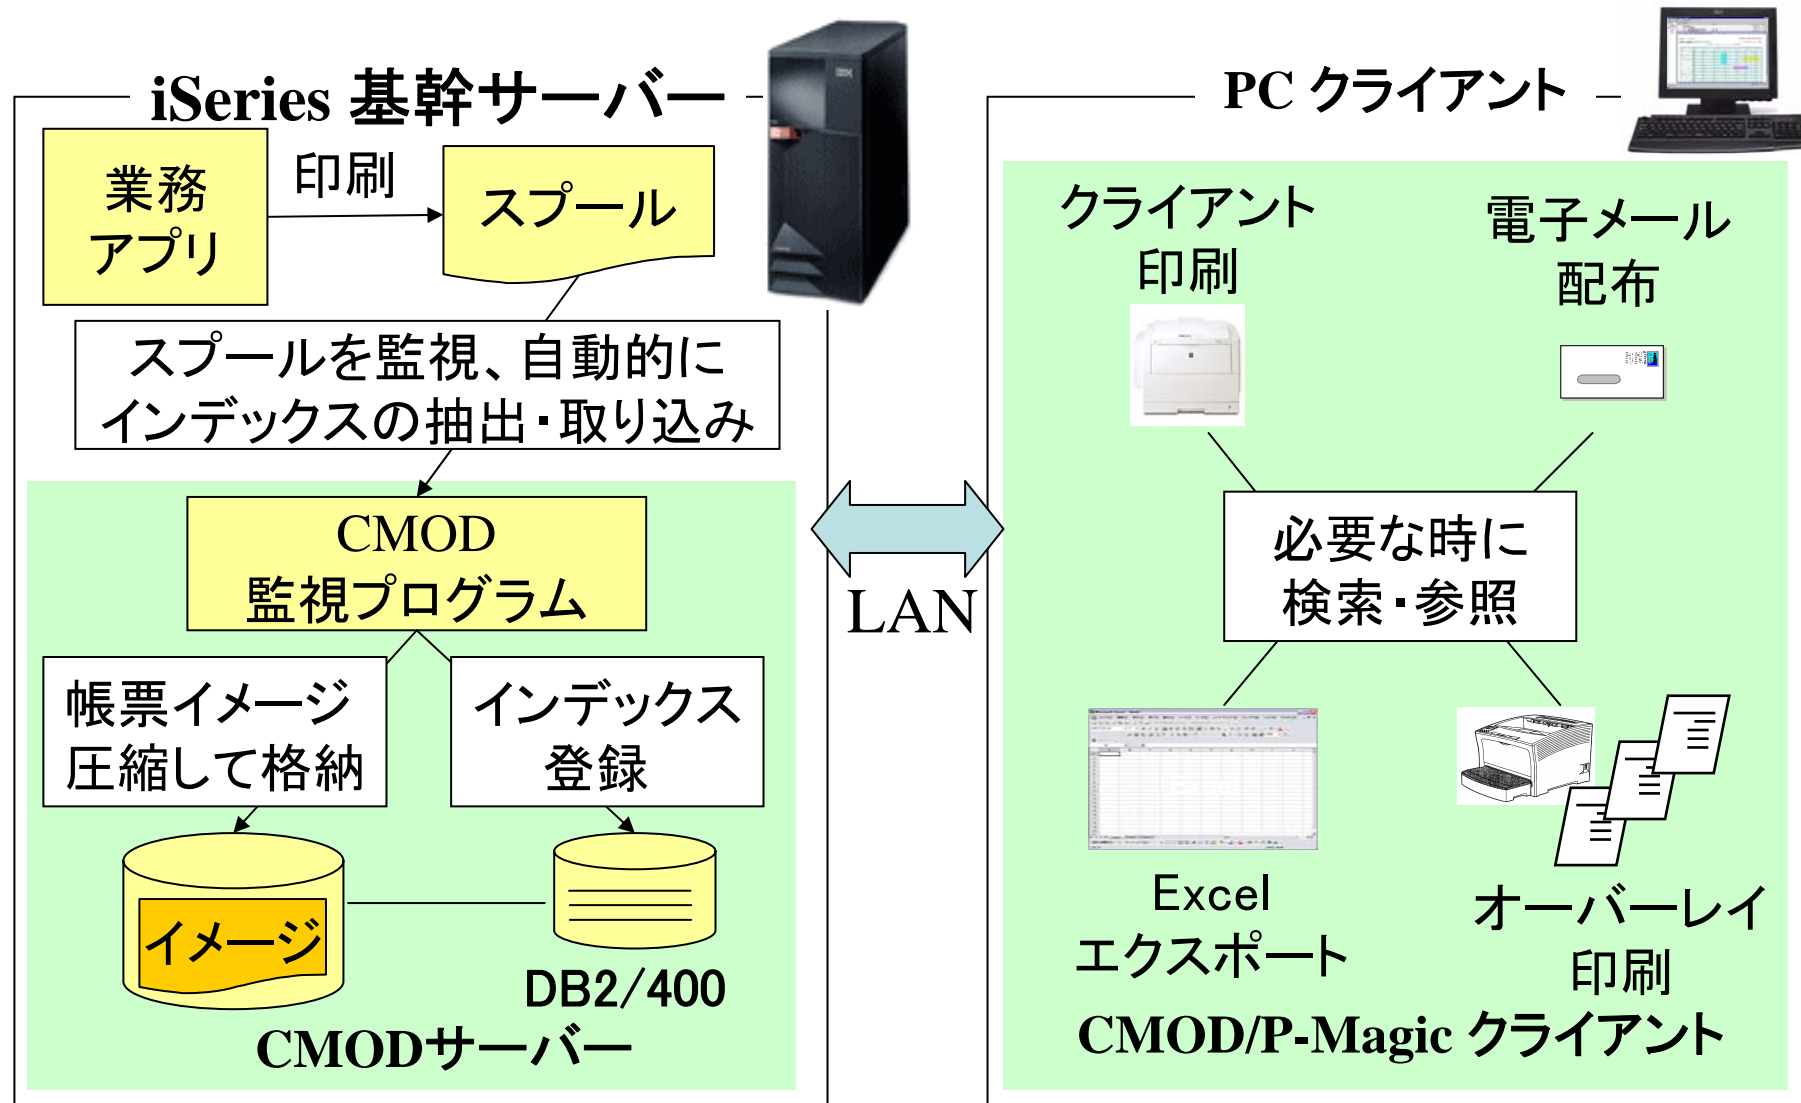 iSeries 基幹サーバー
業務
アプリ
印刷
スプール
スプールを監視、自動的に
インデックスの抽出・取り込み
CMOD
監視プログラム
帳票イメージ
圧縮して格納
インデックス
登録
イメージ
DB2/400
CMODサーバー
LAN
PC クライアント
クライアント
印刷
電子メール
配布
必要な時に
検索・参照
Excel
Excel
エクスポート
オーバーレイ
印刷
CMOD/P-Magic クライアント
IBM